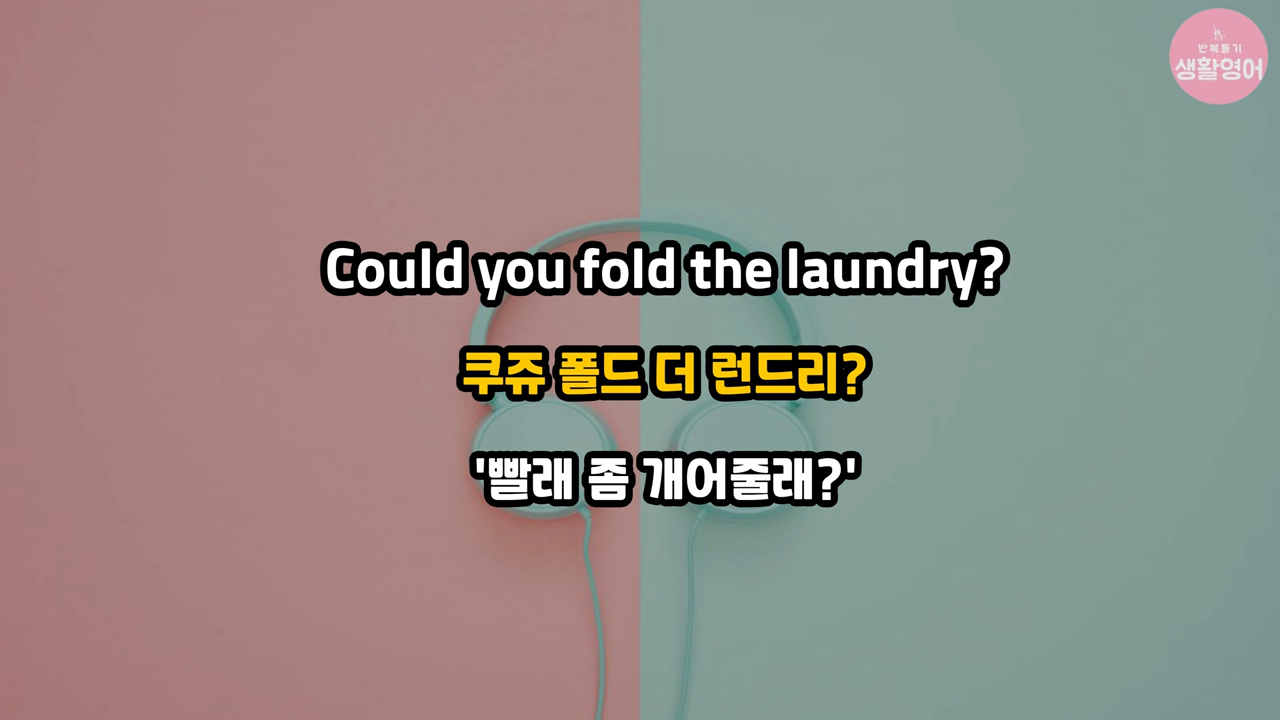 반복듣기
생활영어
Could you fold the laundry?
쿠쥬 폴드 더 런드리?
'빨래 좀 개어줄래?'